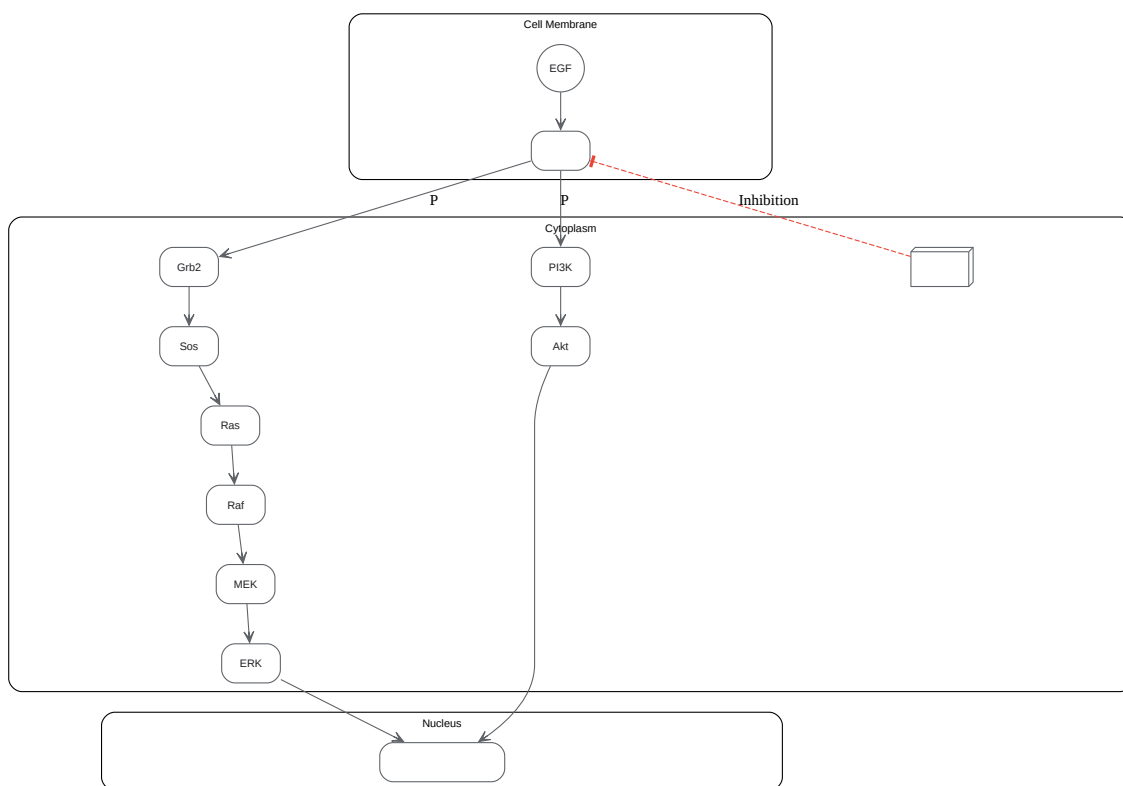 Cell Membrane
EGF
P
P
Inhibition
Cytoplasm
Grb2
PI3K
Sos
Akt
Ras
Raf
MEK
ERK
Nucleus